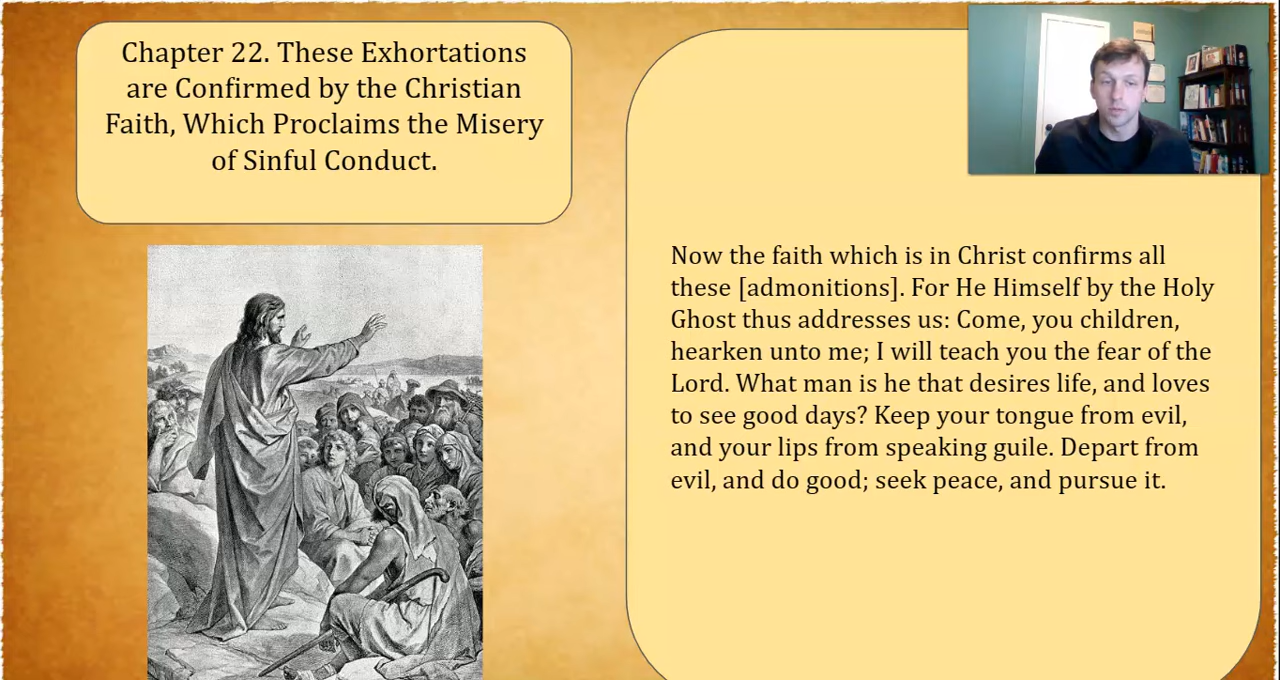 Chapter 22. These Exhortations
are Confirmed by the Christian
Faith, Which Proclaims the Misery
of Sinful Conduct.
Now the faith which is in Christ confirms all
these [admonitions]. For He Himself by the Holy
Ghost thus addresses us: Come, you children,
hearken unto me; I will teach you the fear of the
Lord. What man is he that desires life, and loves
to see good days? Keep your tongue from evil,
and your lips from speaking guile. Depart from
evil, and do good; seek peace, and pursue it.